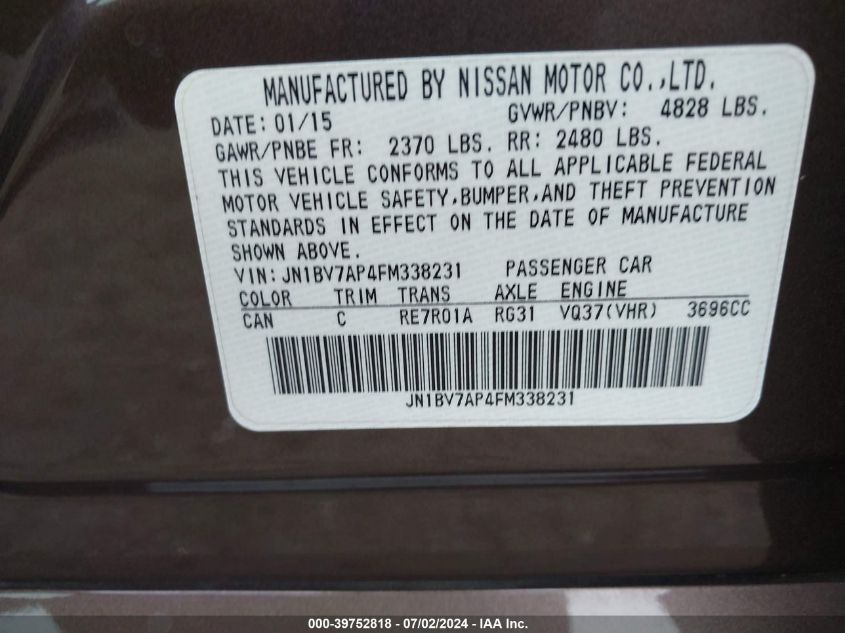 MANUFACTURED BY NISSAN MOTOR CO.,LTD.
DATE: 01/15 GVWR/PNBV: 4828 LBS.
GAWR/PNBE FR: 2370 LBS. RR: 2480 LBS.
THIS VEHICLE CONFORMS TO ALL APPLICABLE FEDERAL
MOTOR VEHICLE SAFETY,BUMPER,AND THEFT PREVENTION
STANDARDS IN EFFECT ON THE DATE OF MANUFACTURE
SHOWN ABOVE.
VIN: JN1BV7AP4FM338231 PASSENGER CAR
COLOR TRIM TRANS AXLE ENGINE
CAN C RE7R01A RG31 VQ37(VHR) 3696CC
JN1BV7AP4FM338231
000-39752818 - 07/02/2024 - IAA Inc.